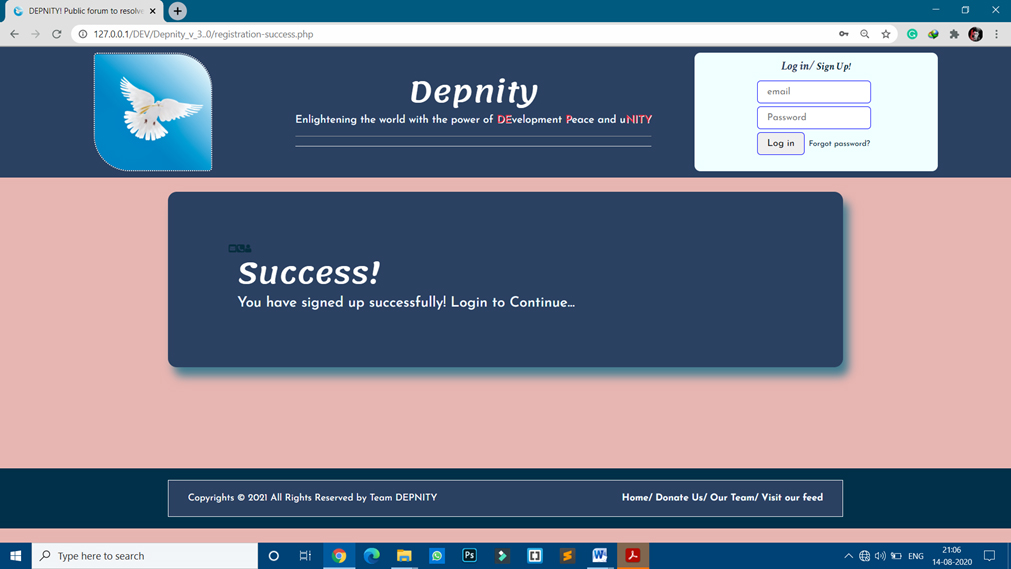 DEPNITY! Public forum to resolv
127.0.0.1/DEV/Depnity_v_3..0/registration-success.php
Depnity
Enlightening the world with the power of DEvelopment Peace and uNITY
Log in/ Sign Up!
email
Password
Log in
Forgot password?
Success!
You have signed up successfully! Login to Continue...
Copyrights © 2021 All Rights Reserved by Team DEPNITY
Home/ Donate Us/ Our Team/ Visit our feed
Type here to search
Ps
W
ENG
21:06
14-08-2020